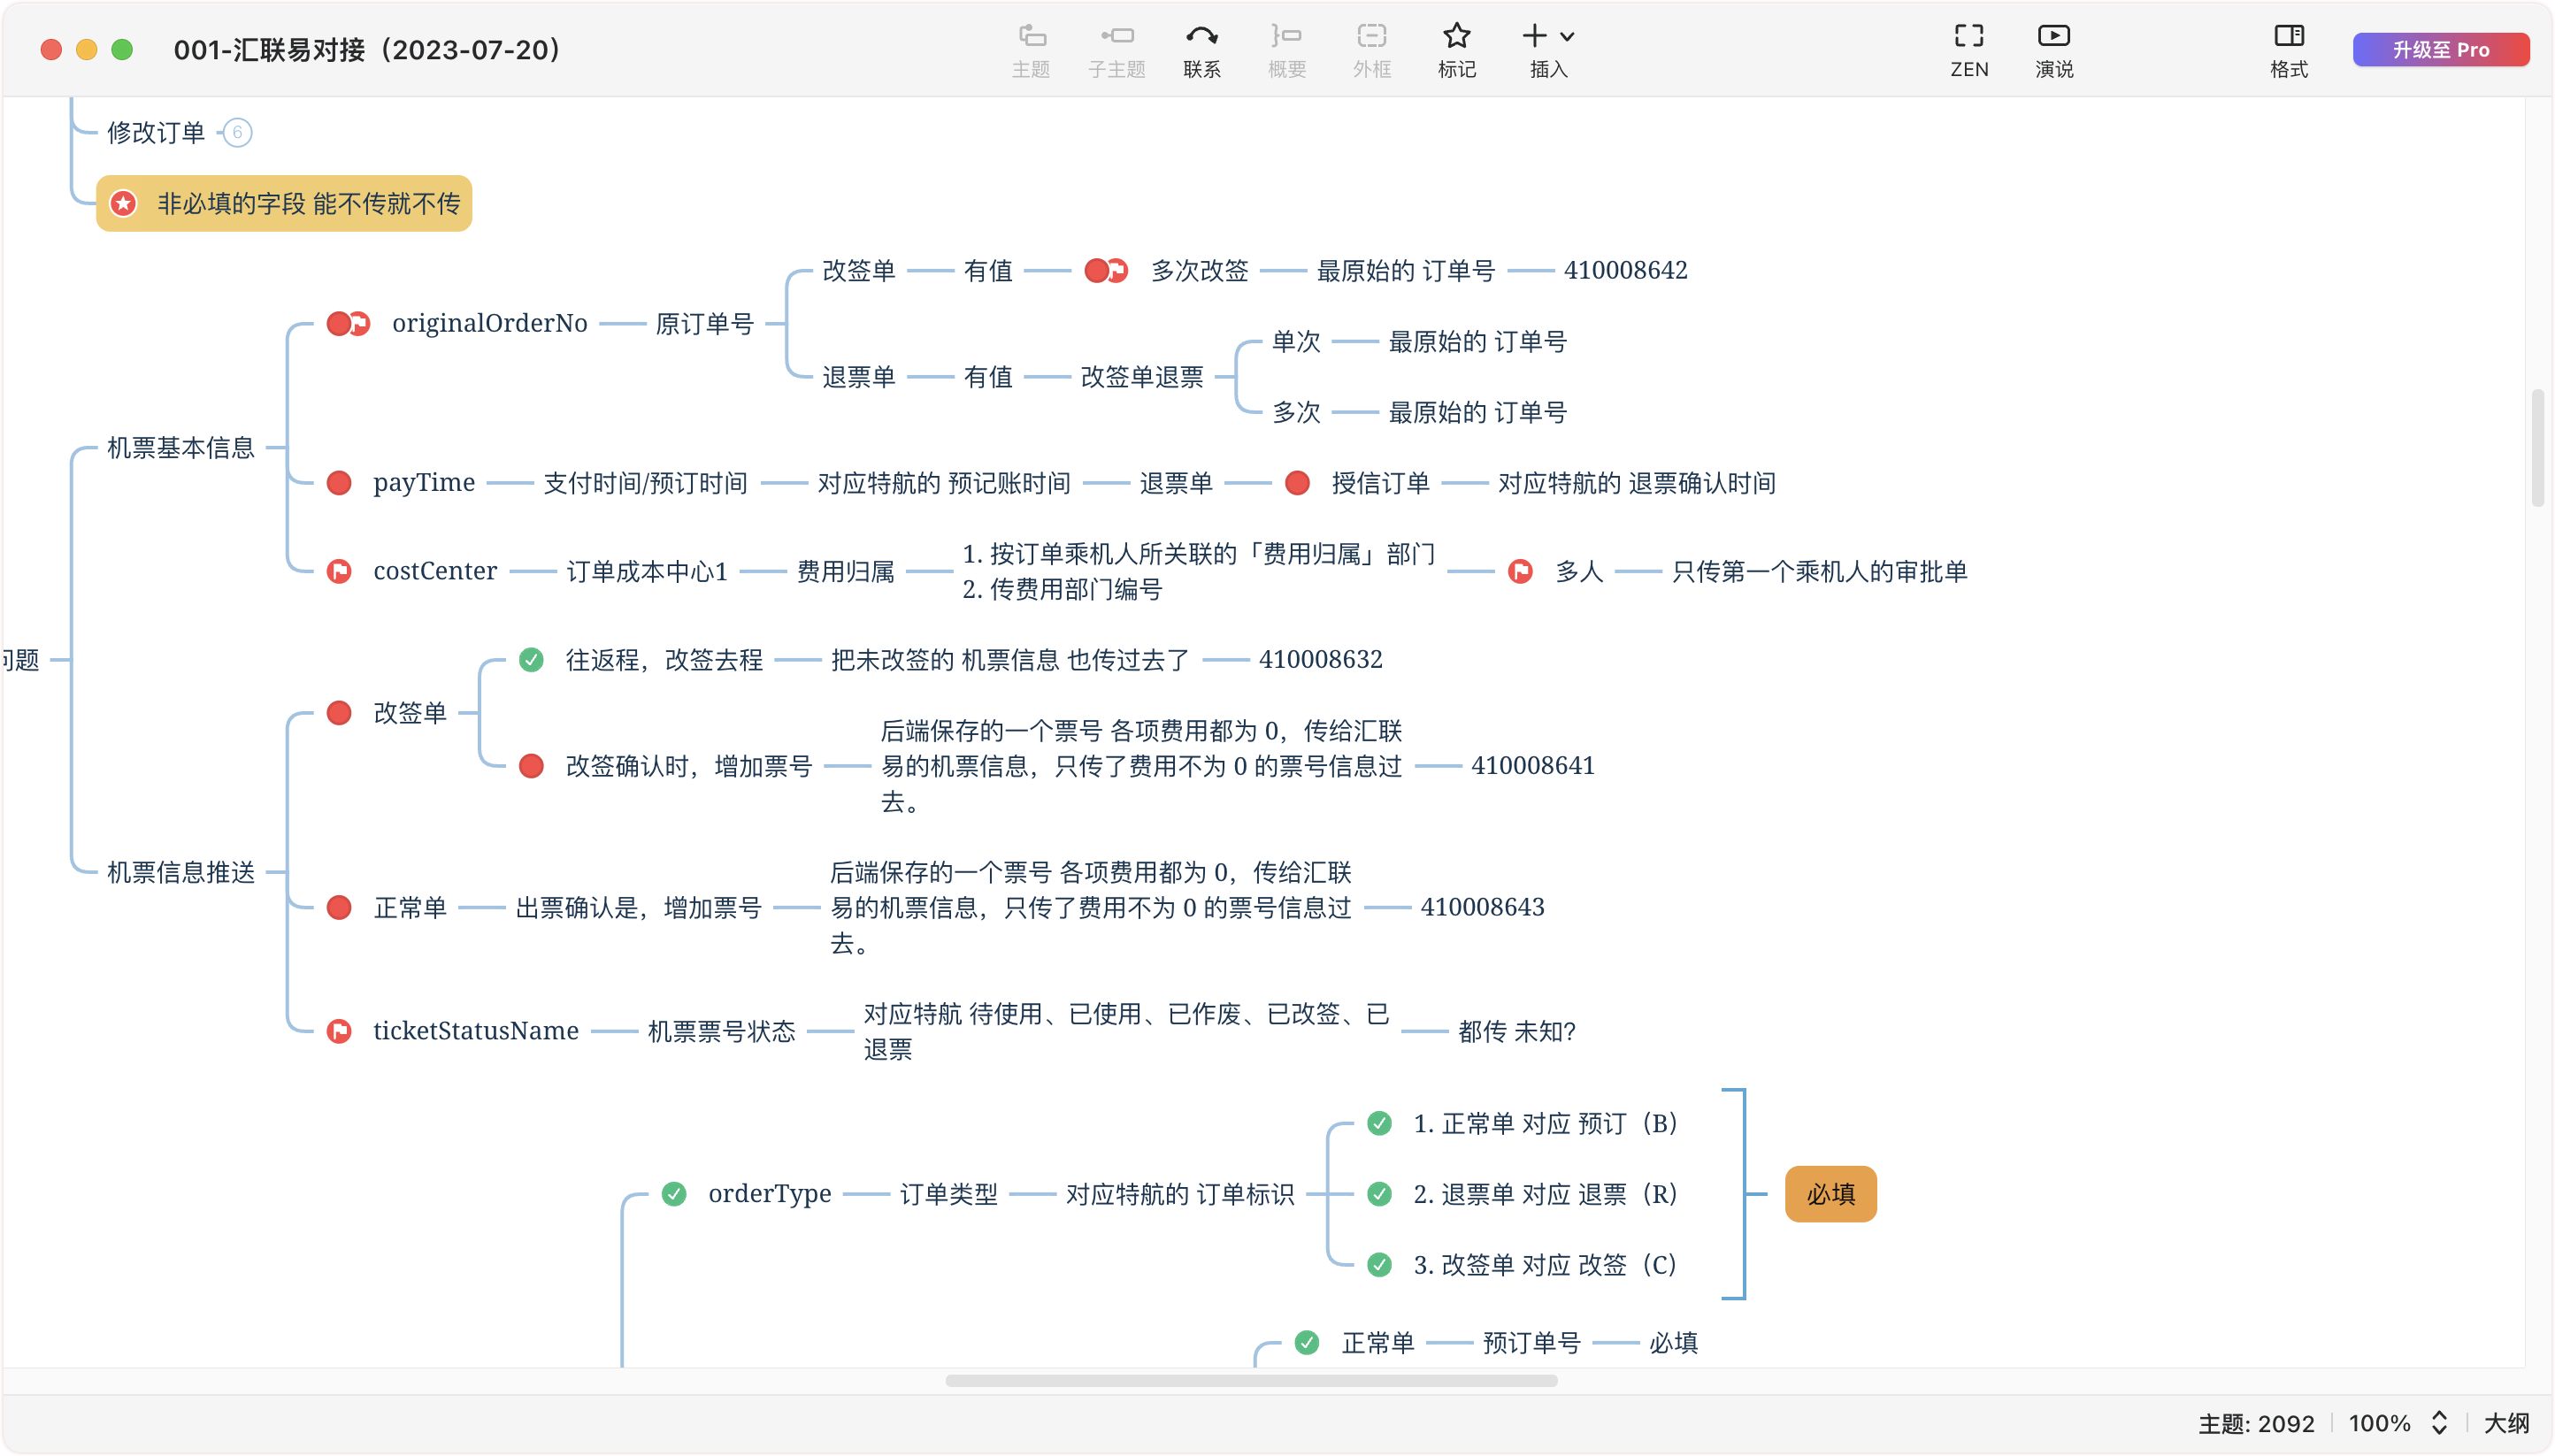 001-汇联易对接（2023-07-20）
主题
子主题
联系
概要
外框
标记
插入
ZEN
演说
格式
升级至 Pro
修改订单
6
非必填的字段 能不传就不传
问题
机票基本信息
originalOrderNo
原订单号
改签单
有值
多次改签
最原始的 订单号
410008642
退票单
有值
改签单退票
单次
最原始的 订单号
多次
最原始的 订单号
payTime
支付时间/预订时间
对应特航的 预记账时间
退票单
授信订单
对应特航的 退票确认时间
costCenter
订单成本中心1
费用归属
1. 按订单乘机人所关联的「费用归属」部门
2. 传费用部门编号
多人
只传第一个乘机人的审批单
机票信息推送
改签单
往返程，改签去程
把未改签的 机票信息 也传过去了
410008632
改签确认时，增加票号
后端保存的一个票号 各项费用都为 0，传给汇联
易的机票信息，只传了费用不为 0 的票号信息过
去。
410008641
正常单
出票确认是，增加票号
后端保存的一个票号 各项费用都为 0，传给汇联
易的机票信息，只传了费用不为 0 的票号信息过
去。
410008643
ticketStatusName
机票票号状态
对应特航 待使用、已使用、已作废、已改签、已
退票
都传 未知?
orderType
订单类型
对应特航的 订单标识
1. 正常单 对应 预订（B）
2. 退票单 对应 退票（R）
3. 改签单 对应 改签（C）
必填
正常单
预订单号
必填
主题: 2092
100%
大纲